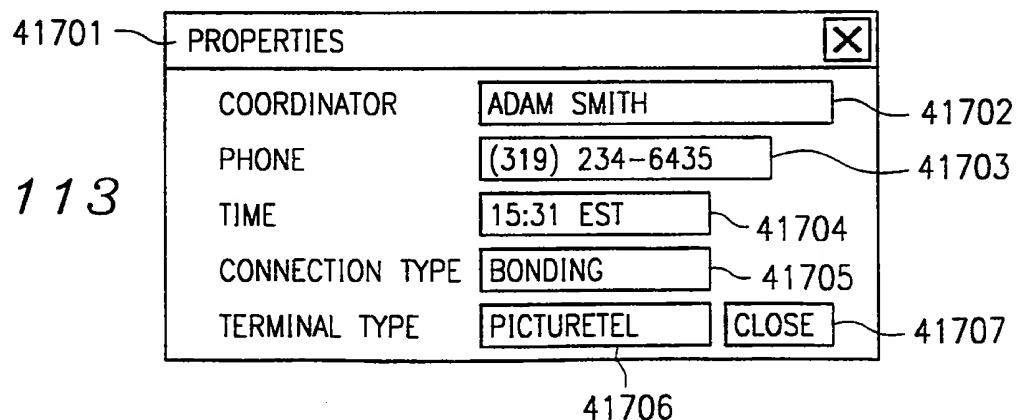 41701 PROPERTIES X
COORDINATOR ADAM SMITH 41702
PHONE (319) 234-6435 41703
113
TIME 15:31 EST 41704
CONNECTION TYPE BONDING 41705
TERMINAL TYPE PICTURETEL CLOSE 41707
41706